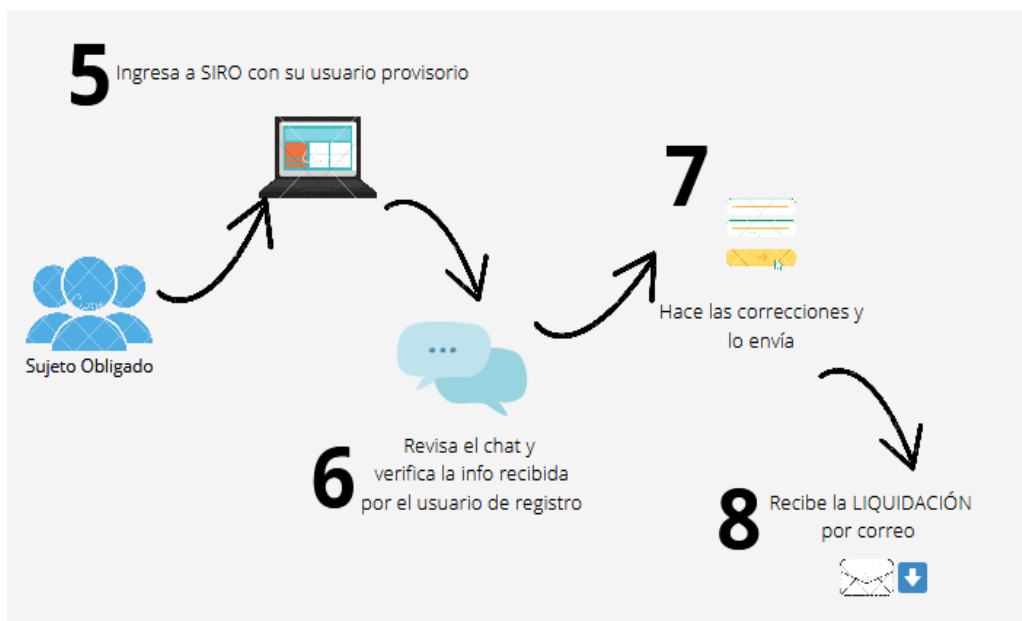 5
Ingresa a SIRO con su usuario provisorio
Sujeto Obligado
6
Revisa el chat y
verifica la info recibida
por el usuario de registro
7
Hace las correcciones y
lo envía
8
Recibe la LIQUIDACIÓN
por correo